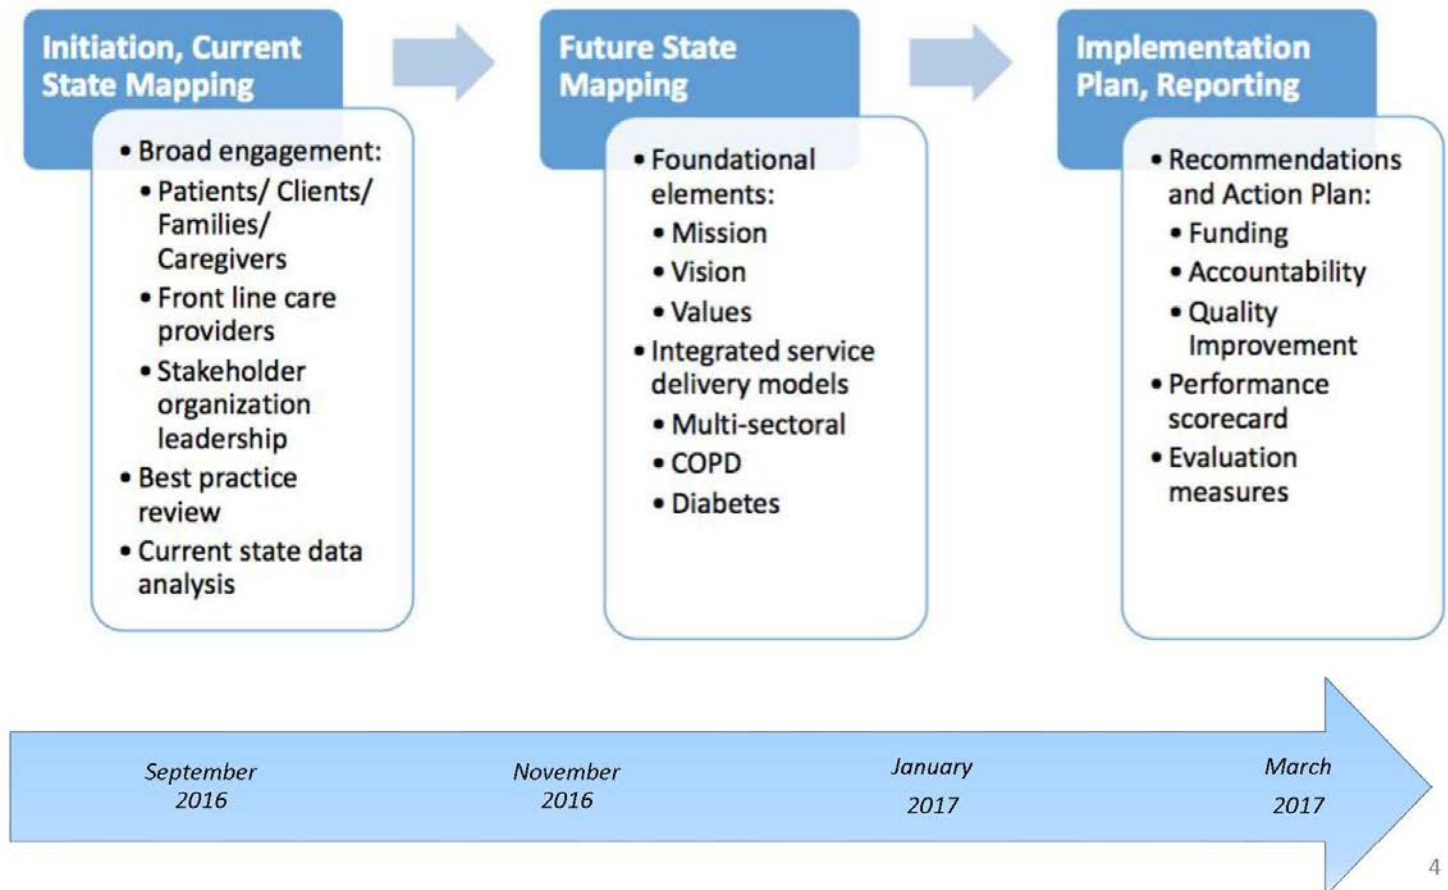 Initiation, Current
State Mapping
• Broad engagement:
• Patients/ Clients/
Families/
Caregivers
• Front line care
providers
• Stakeholder
organization
leadership
• Best practice
review
• Current state data
analysis
Future State
Mapping
• Foundational
elements:
• Mission
• Vision
• Values
• Integrated service
delivery models
• Multi-sectoral
• COPD
• Diabetes
Implementation
Plan, Reporting
• Recommendations
and Action Plan:
• Funding
• Accountability
• Quality
Improvement
• Performance
scorecard
• Evaluation
measures
September
2016
November
2016
January
2017
March
2017
4